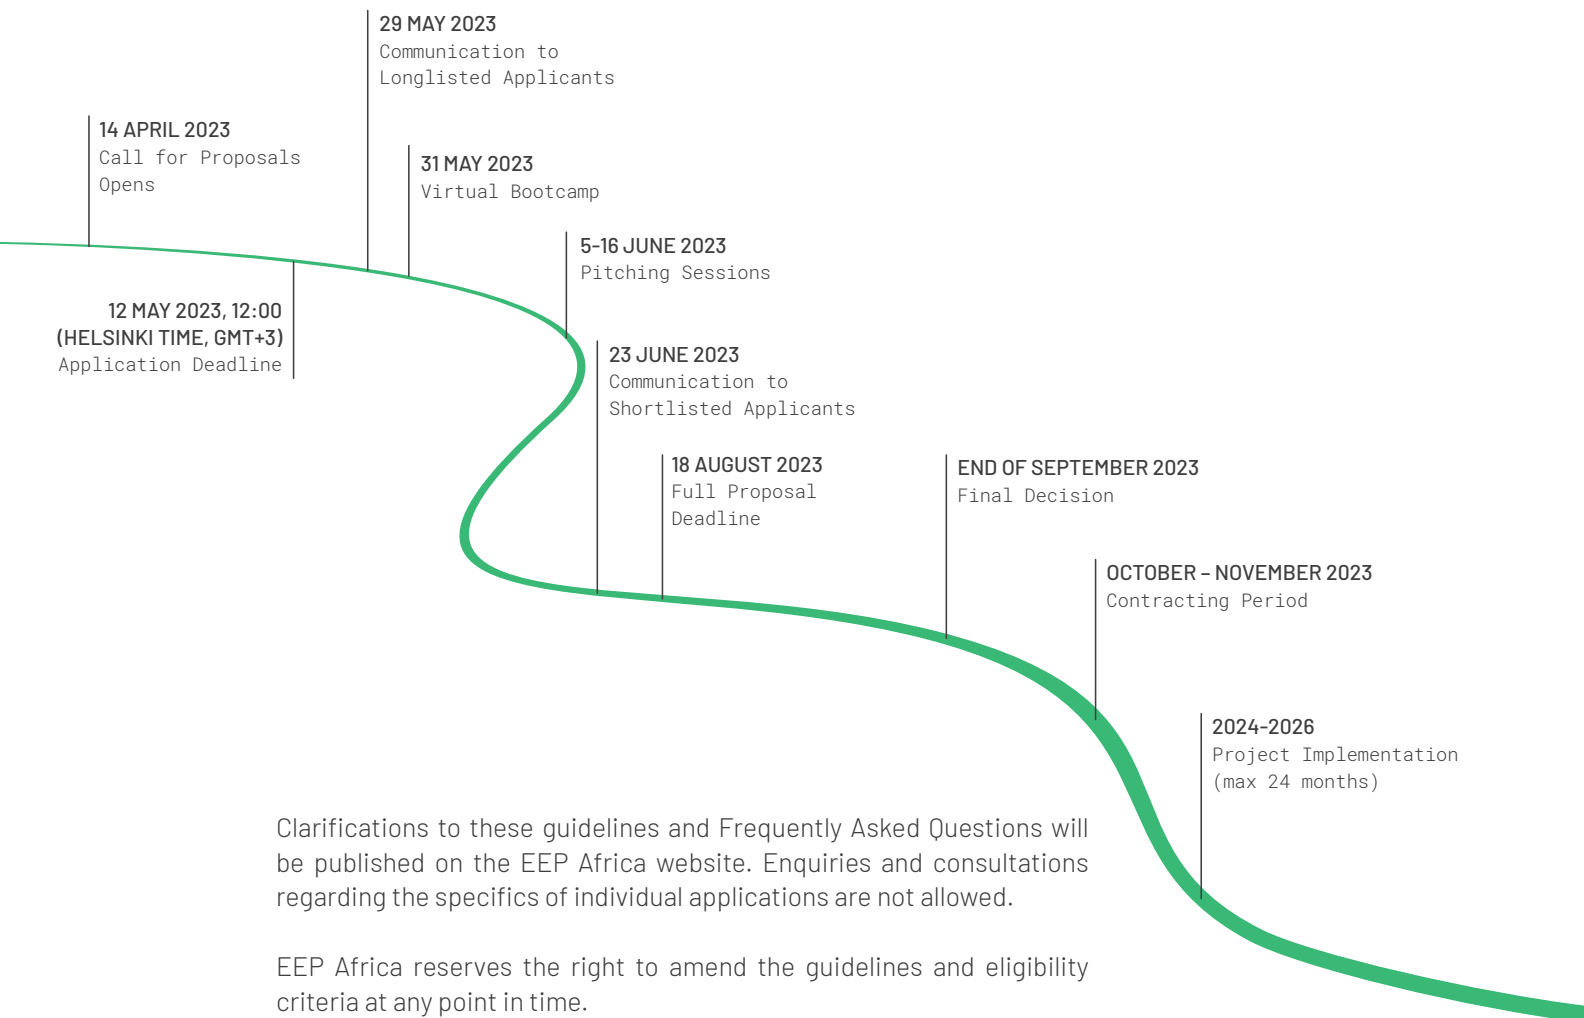 29 MAY 2023
Communication to
Longlisted Applicants
14 APRIL 2023
Call for Proposals
Opens
31 MAY 2023
Virtual Bootcamp
5-16 JUNE 2023
Pitching Sessions
12 MAY 2023, 12:00
(HELSINKI TIME, GMT+3)
Application Deadline
23 JUNE 2023
Communication to
Shortlisted Applicants
18 AUGUST 2023
Full Proposal
Deadline
END OF SEPTEMBER 2023
Final Decision
OCTOBER – NOVEMBER 2023
Contracting Period
2024-2026
Project Implementation
(max 24 months)
Clarifications to these guidelines and Frequently Asked Questions will
be published on the EEP Africa website. Enquiries and consultations
regarding the specifics of individual applications are not allowed.
EEP Africa reserves the right to amend the guidelines and eligibility
criteria at any point in time.